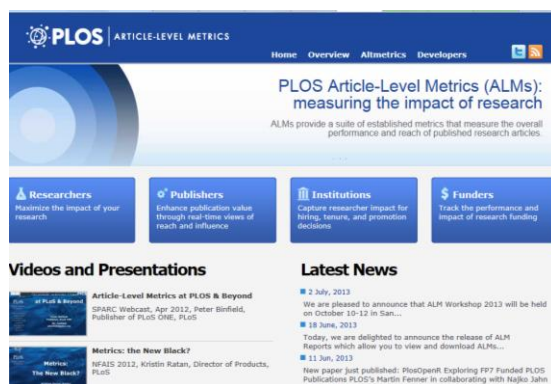 PLOS ARTICLE-LEVEL METRICS
Home Overview Altmetrics Developers
PLOS Article-Level Metrics (ALMs):
measuring the impact of research
ALMs provide a suite of established metrics that measure the overall
performance and reach of published research articles.
Researchers
Maximize the impact of your
research
Publishers
Enhance publication value
through real-time views of
reach and influence
Institutions
Capture researcher impact for
hiring, tenure, and promotion
decisions
$ Funders
Track the performance and
impact of research funding
Videos and Presentations
at PLoS & Beyond
Article-Level Metrics at PLOS & Beyond
SPARC Webcast, Apr 2012, Peter Binfield,
Publisher of PLoS ONE, PLoS
Metrics:
The New Black?
Metrics: the New Black?
NFAIS 2012, Kristin Ratan, Director of Products,
PLoS
Latest News
2 July, 2013
We are pleased to announce that ALM Workshop 2013 will be held
on October 10-12 in San...
18 June, 2013
Today, we are delighted to announce the release of ALM
Reports which allow you to view and download ALMs...
11 Jun, 2013
New paper just published: PlosOpenR Exploring FP7 Funded PLOS
Publications PLOS's Martin Fenner in collaborating with Najko Jahn